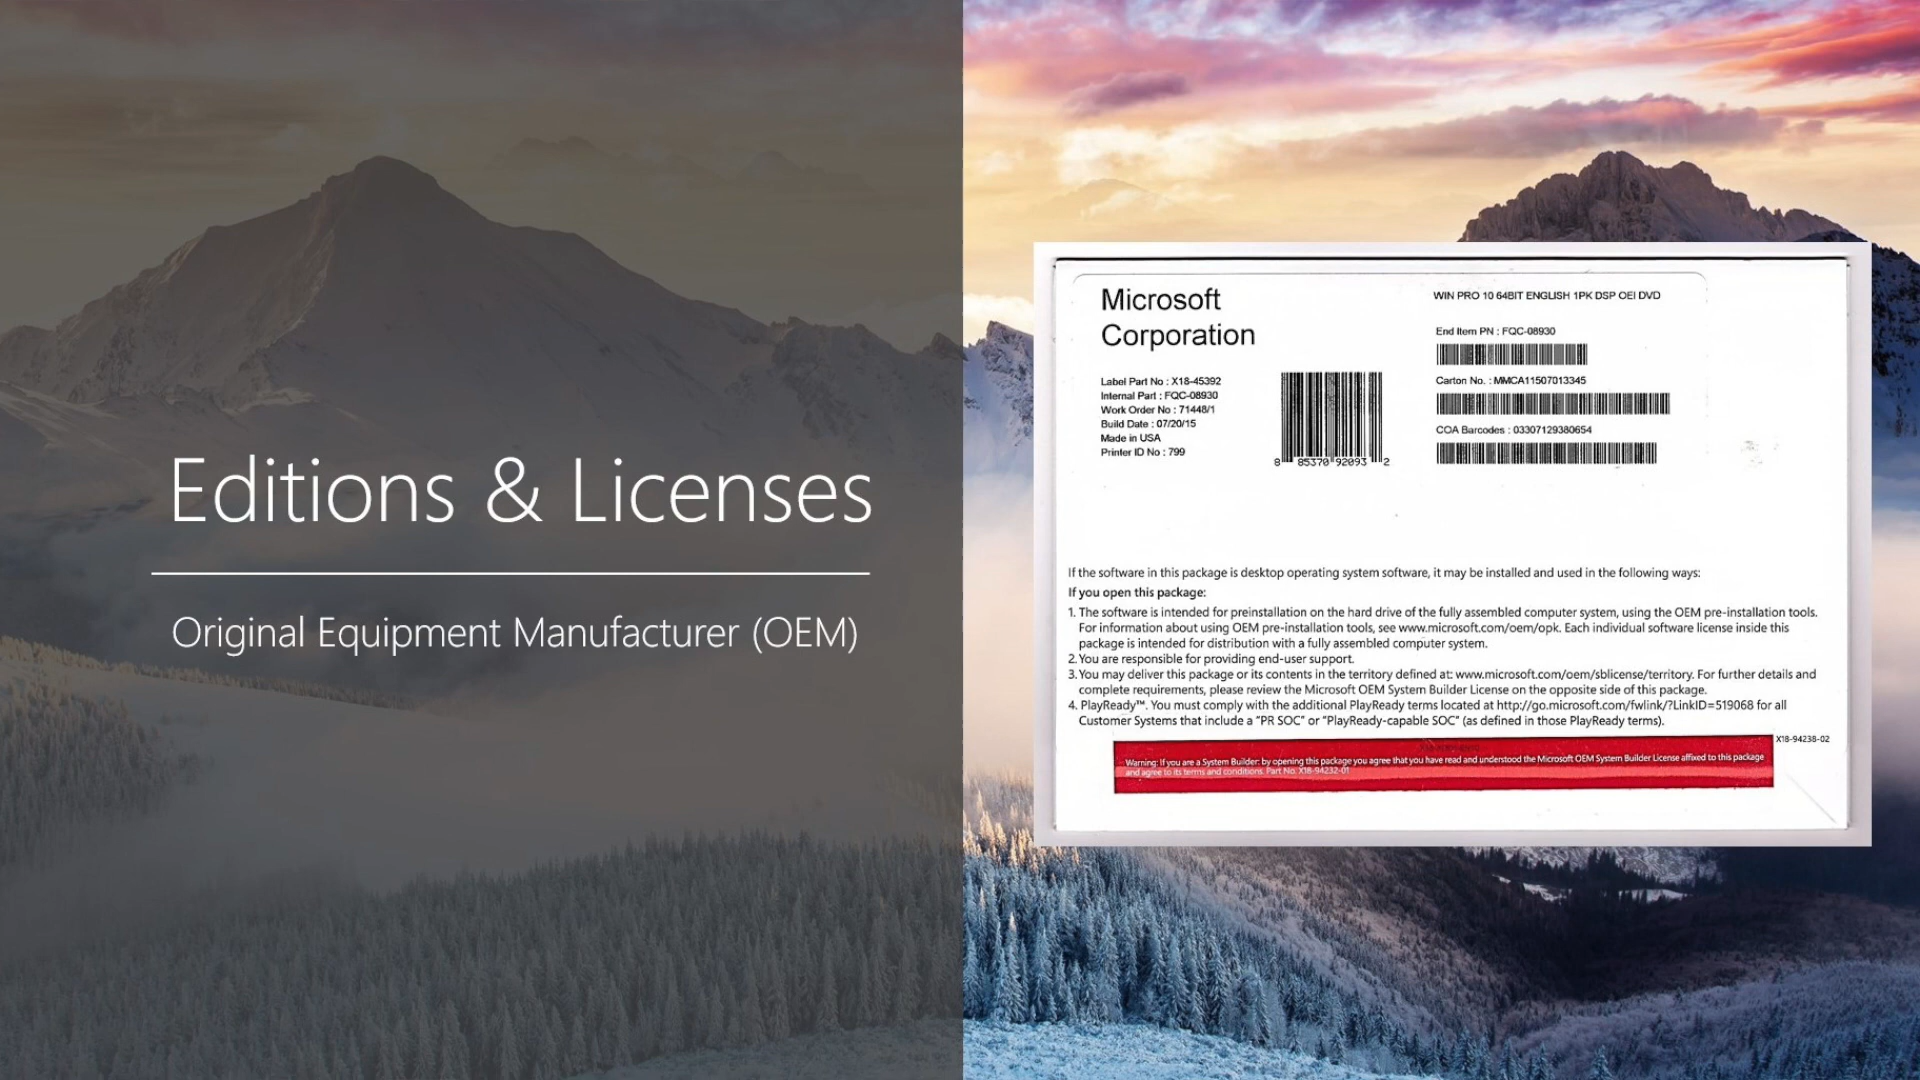 Editions & Licenses
Original Equipment Manufacturer (OEM)
Microsoft
Corporation
Label Part No : X18-45392
Internal Part : FQC-08930
Work Order No : 71448/1
Build Date : 07/20/15
Made in USA
Printer ID No : 799
8 85370 92093 2
WIN PRO 10 64BIT ENGLISH 1PK DSP OEI DVD
End Item PN : FQC-08930
Carton No. : MMCA11507013345
COA Barcodes : 03307129380654
If the software in this package is desktop operating system software, it may be installed and used in the following ways:
If you open this package:
1. The software is intended for preinstallation on the hard drive of the fully assembled computer system, using the OEM pre-installation tools.
For information about using OEM pre-installation tools, see www.microsoft.com/oem/opk. Each individual software license inside this
package is intended for distribution with a fully assembled computer system.
2. You are responsible for providing end-user support.
3. You may deliver this package or its contents in the territory defined at: www.microsoft.com/oem/sblicense/territory. For further details and
complete requirements, please review the Microsoft OEM System Builder License on the opposite side of this package.
4. PlayReady™. You must comply with the additional PlayReady terms located at http://go.microsoft.com/fwlink/?LinkID=519068 for all
Customer Systems that include a “PR SOC” or “PlayReady-capable SOC” (as defined in those PlayReady terms).
X18-94238-02
Warning: If you are a System Builder: by opening this package you agree that you have read and understood the Microsoft OEM System Builder License affixed to this package
and agree to its terms and conditions. Part No. X18-94232-01